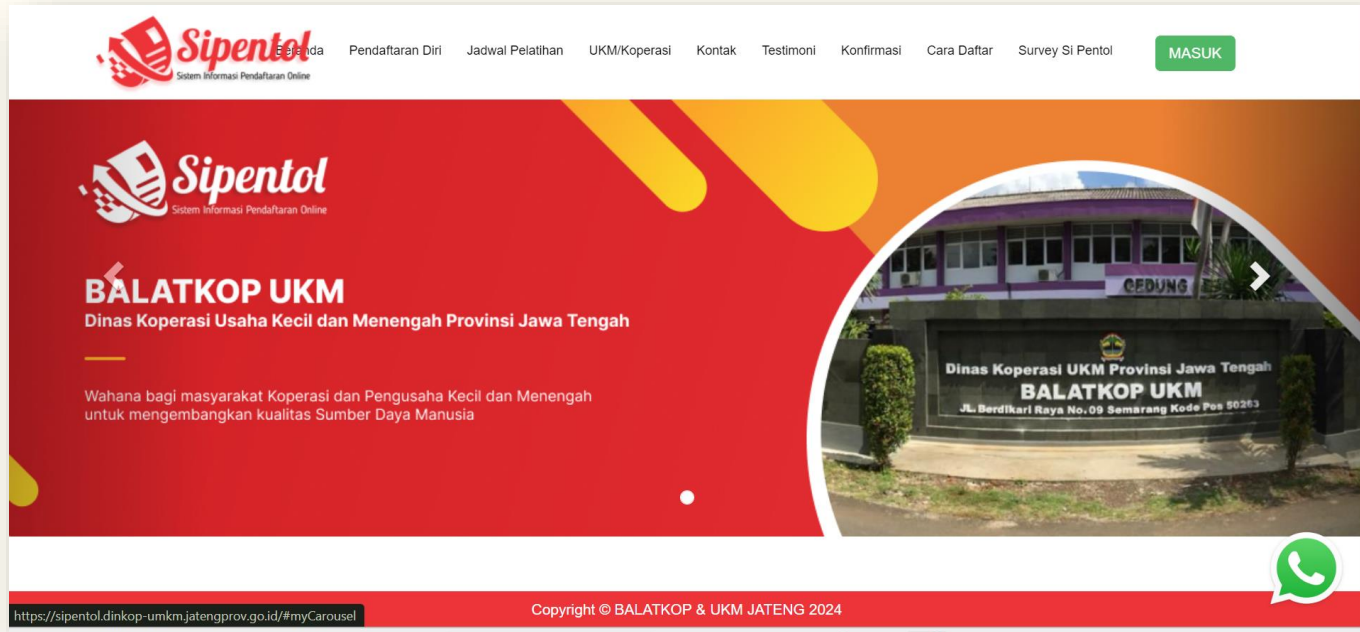 Sipentol
Sistem Informasi Pendaftaran Online
Beranda Pendaftaran Diri Jadwal Pelatihan UKM/Koperasi Kontak Testimoni Konfirmasi Cara Daftar Survey Si Pentol MASUK
Sipentol
Sistem Informasi Pendaftaran Online
BALATKOP UKM
Dinas Koperasi Usaha Kecil dan Menengah Provinsi Jawa Tengah
Wahana bagi masyarakat Koperasi dan Pengusaha Kecil dan Menengah
untuk mengembangkan kualitas Sumber Daya Manusia
GEDUNG
Dinas Koperasi UKM Provinsi Jawa Tengah
BALATKOP UKM
JL. Berdikari Raya No. 09 Semarang Kode Pos 50263
Copyright © BALATKOP & UKM JATENG 2024
https://sipentol.dinkop-umkm.jatengprov.go.id/#myCarousel